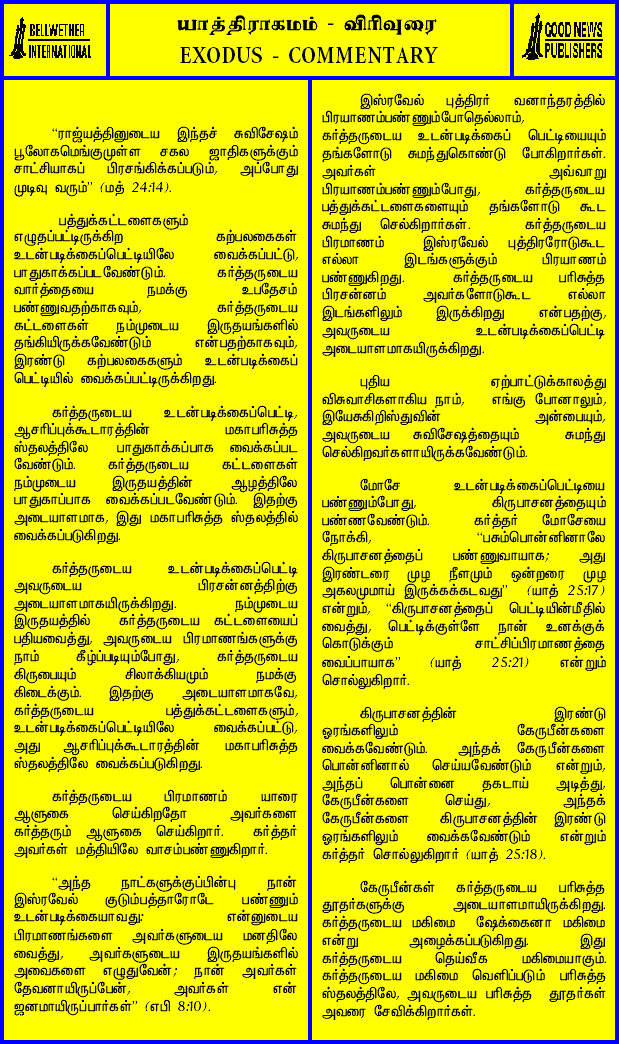 BELLWETHER
INTERNATIONAL
யாத்திராகமம் - விரிவுரை
EXODUS - COMMENTARY
GOOD NEWS
PUBLISHERS
“ராஜ்யத்தினுடைய இந்தச் சுவிசேஷம்
பூலோகமெங்குமுள்ள சகல ஜாதிகளுக்கும்
சாட்சியாகப் பிரசங்கிக்கப்படும், அப்போது
முடிவு வரும்” (மத் 24:14).
பத்துக்கட்டளைகளும்
எழுதப்பட்டிருக்கிற கற்பலகைகள்
உடன்படிக்கைப்பெட்டியிலே வைக்கப்பட்டு,
பாதுகாக்கப்படவேண்டும். கர்த்தருடைய
வார்த்தையை நமக்கு உபதேசம்
பண்ணுவதற்காகவும், கர்த்தருடைய
கட்டளைகள் நம்முடைய இருதயங்களில்
தங்கியிருக்கவேண்டும் என்பதற்காகவும்,
இரண்டு கற்பலகைகளும் உடன்படிக்கைப்
பெட்டியில் வைக்கப்பட்டிருக்கிறது.
கர்த்தருடைய உடன்படிக்கைப்பெட்டி,
ஆசரிப்புக்கூடாரத்தின் மகாபரிசுத்த
ஸ்தலத்திலே பாதுகாக்கப்பாக வைக்கப்பட
வேண்டும். கர்த்தருடைய கட்டளைகள்
நம்முடைய இருதயத்தின் ஆழத்திலே
பாதுகாப்பாக வைக்கப்படவேண்டும். இதற்கு
அடையாளமாக, இது மகாபரிசுத்த ஸ்தலத்தில்
வைக்கப்படுகிறது.
கர்த்தருடைய உடன்படிக்கைப்பெட்டி
அவருடைய பிரசன்னத்திற்கு
அடையாளமாகயிருக்கிறது. நம்முடைய
இருதயத்தில் கர்த்தருடைய கட்டளையைப்
பதியவைத்து, அவருடைய பிரமாணங்களுக்கு
நாம் கீழ்ப்படியும்போது, கர்த்தருடைய
கிருபையும் சிலாக்கியமும் நமக்கு
கிடைக்கும். இதற்கு அடையாளமாகவே,
கர்த்தருடைய பத்துக்கட்டளைகளும்,
உடன்படிக்கைப்பெட்டியிலே வைக்கப்பட்டு,
அது ஆசரிப்புக்கூடாரத்தின் மகாபரிசுத்த
ஸ்தலத்திலே வைக்கப்படுகிறது.
கர்த்தருடைய பிரமாணம் யாரை
ஆளுகை செய்கிறதோ அவர்களை
கர்த்தரும் ஆளுகை செய்கிறார். கர்த்தர்
அவர்கள் மத்தியிலே வாசம்பண்ணுகிறார்.
“அந்த நாட்களுக்குப்பின்பு நான்
இஸ்ரவேல் குடும்பத்தாரோடே பண்ணும்
உடன்படிக்கையாவது: என்னுடைய
பிரமாணங்களை அவர்களுடைய மனதிலே
வைத்து, அவர்களுடைய இருதயங்களில்
அவைகளை எழுதுவேன்; நான் அவர்கள்
தேவனாயிருப்பேன், அவர்கள் என்
ஜனமாயிருப்பார்கள்” (எபி 8:10).
இஸ்ரவேல் புத்திரர் வனாந்தரத்தில்
பிரயாணம்பண்ணும்போதெல்லாம்,
கர்த்தருடைய உடன்படிக்கைப் பெட்டியையும்
தங்களோடு சுமந்துகொண்டு போகிறார்கள்.
அவர்கள் அவ்வாறு
பிரயாணம்பண்ணும்போது, கர்த்தருடைய
பத்துக்கட்டளைகளையும் தங்களோடு கூட
சுமந்து செல்கிறார்கள். கர்த்தருடைய
பிரமாணம் இஸ்ரவேல் புத்திரரோடுகூட
எல்லா இடங்களுக்கும் பிரயாணம்
பண்ணுகிறது. கர்த்தருடைய பரிசுத்த
பிரசன்னம் அவர்களோடுகூட எல்லா
இடங்களிலும் இருக்கிறது என்பதற்கு,
அவருடைய உடன்படிக்கைப்பெட்டி
அடையாளமாகயிருக்கிறது.
புதிய ஏற்பாட்டுக்காலத்து
விசுவாசிகளாகிய நாம், எங்கு போனாலும்,
இயேசுகிறிஸ்துவின் அன்பையும்,
அவருடைய சுவிசேஷத்தையும் சுமந்து
செல்கிறவர்களாயிருக்கவேண்டும்.
மோசே உடன்படிக்கைப்பெட்டியை
பண்ணும்போது, கிருபாசனத்தையும்
பண்ணவேண்டும். கர்த்தர் மோசேயை
நோக்கி, “பசும்பொன்னினாலே
கிருபாசனத்தைப் பண்ணுவாயாக; அது
இரண்டரை முழ நீளமும் ஒன்றரை முழ
அகலமுமாய் இருக்கக்கடவது” (யாத் 25:17)
என்றும், “கிருபாசனத்தைப் பெட்டியின்மீதில்
வைத்து, பெட்டிக்குள்ளே நான் உனக்குக்
கொடுக்கும் சாட்சிப்பிரமாணத்தை
வைப்பாயாக” (யாத் 25:21) என்றும்
சொல்லுகிறார்.
கிருபாசனத்தின் இரண்டு
ஓரங்களிலும் கேருபீன்களை
வைக்கவேண்டும். அந்தக் கேருபீன்களை
பொன்னினால் செய்யவேண்டும் என்றும்,
அந்தப் பொன்னை தகடாய் அடித்து,
கேருபீன்களை செய்து, அந்தக்
கேருபீன்களை கிருபாசனத்தின் இரண்டு
ஓரங்களிலும் வைக்கவேண்டும் என்றும்
கர்த்தர் சொல்லுகிறார் (யாத் 25:18).
கேருபீன்கள் கர்த்தருடைய பரிசுத்த
தூதர்களுக்கு அடையாளமாயிருக்கிறது.
கர்த்தருடைய மகிமை ஷேக்கைனா மகிமை
என்று அழைக்கப்படுகிறது. இது
கர்த்தருடைய தெய்வீக மகிமையாகும்.
கர்த்தருடைய மகிமை வெளிப்படும் பரிசுத்த
ஸ்தலத்திலே, அவருடைய பரிசுத்த தூதர்கள்
அவரை சேவிக்கிறார்கள்.